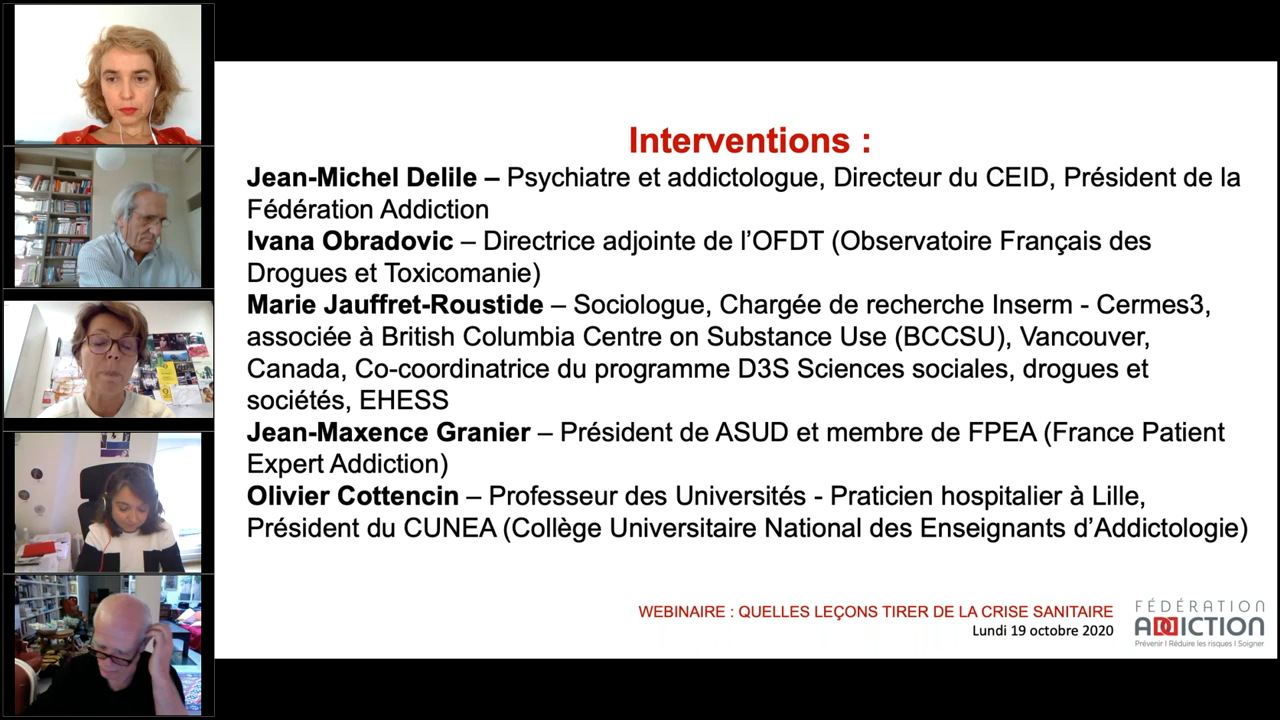 Interventions :
Jean-Michel Delile – Psychiatre et addictologue, Directeur du CEID, Président de la
Fédération Addiction
Ivana Obradovic – Directrice adjointe de l’OFDT (Observatoire Français des
Drogues et Toxicomanie)
Marie Jauffret-Roustide – Sociologue, Chargée de recherche Inserm - Cermes3,
associée à British Columbia Centre on Substance Use (BCCSU), Vancouver,
Canada, Co-coordinatrice du programme D3S Sciences sociales, drogues et
sociétés, EHESS
Jean-Maxence Granier – Président de ASUD et membre de FPEA (France Patient
Expert Addiction)
Olivier Cottencin – Professeur des Universités - Praticien hospitalier à Lille,
Président du CUNEA (Collège Universitaire National des Enseignants d’Addictologie)
WEBINAIRE : QUELLES LEÇONS TIRER DE LA CRISE SANITAIRE
Lundi 19 octobre 2020
FÉDÉRATION
ADDICTION
Prévenir I Réduire les risques I Soigner